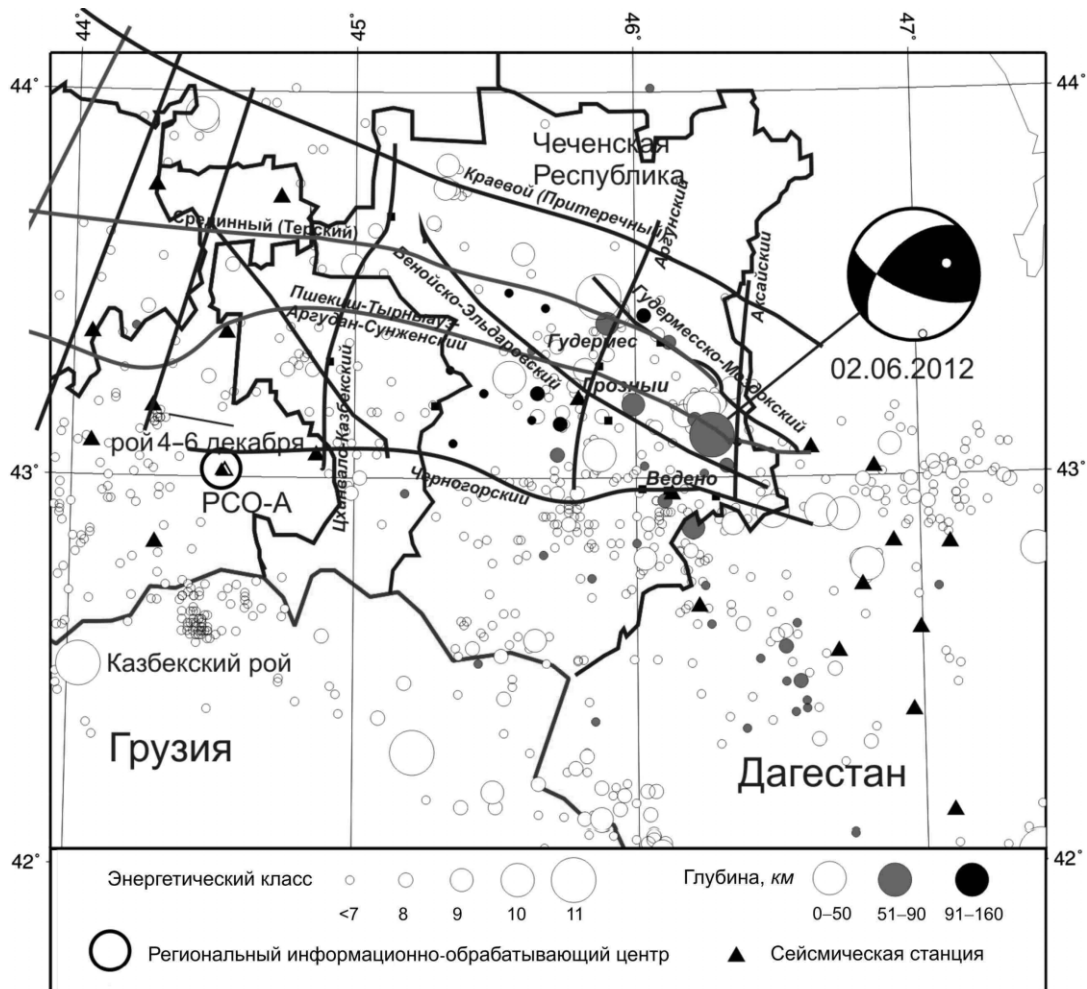 44°
45°
46°
47°
44°
44°
Чеченская
Республика
Краевой (Притеречный)
Срединный (Терский)
Аргунский
Аксайский
Бенойско-Эльдаровский
Гудермесско-Моздокский
Пшекиш-Тырныауз
Аргудан-Сунженский
Гудермес
02.06.2012
Грозный
Цхинвало-Казбекский
рой 4–6 декабря
43°
43°
Черногорский
Ведено
РСО-А
Казбекский рой
Грузия
Дагестан
42°
42°
Энергетический класс
<7 8 9 10 11
Глубина, км
0–50 51–90 91–160
Региональный информационно-обрабатывающий центр
Сейсмическая станция